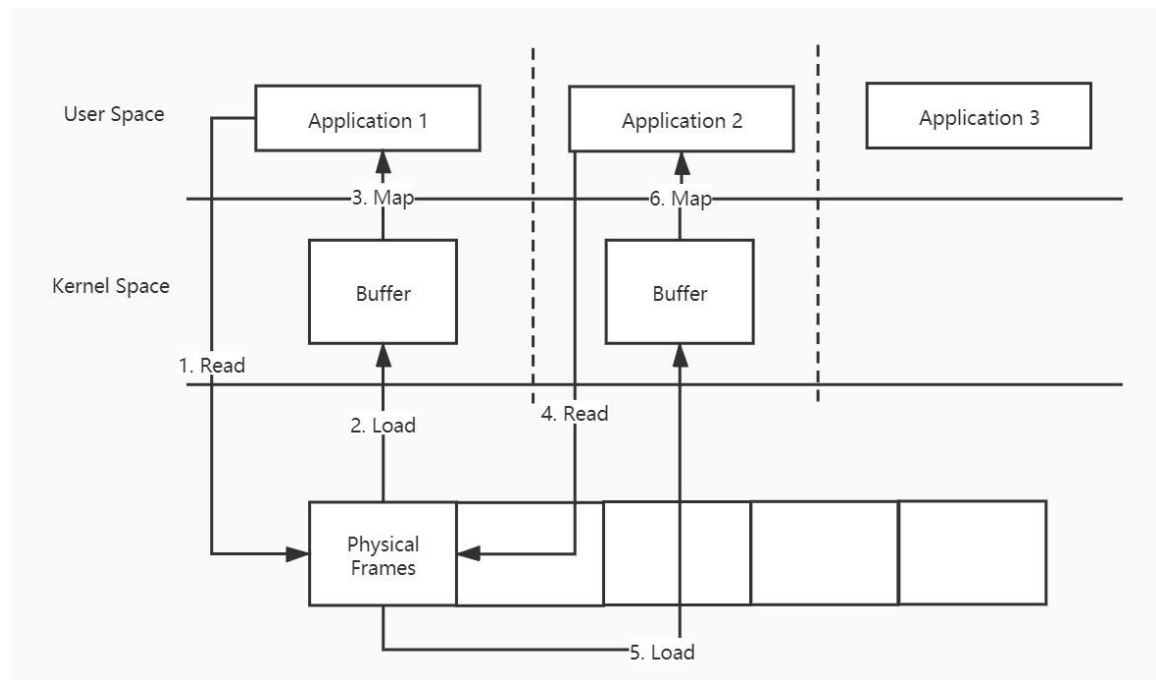 User Space
Application 1
Application 2
Application 3
3. Map
6. Map
Kernel Space
Buffer
Buffer
1. Read
2. Load
4. Read
Physical
Frames
5. Load